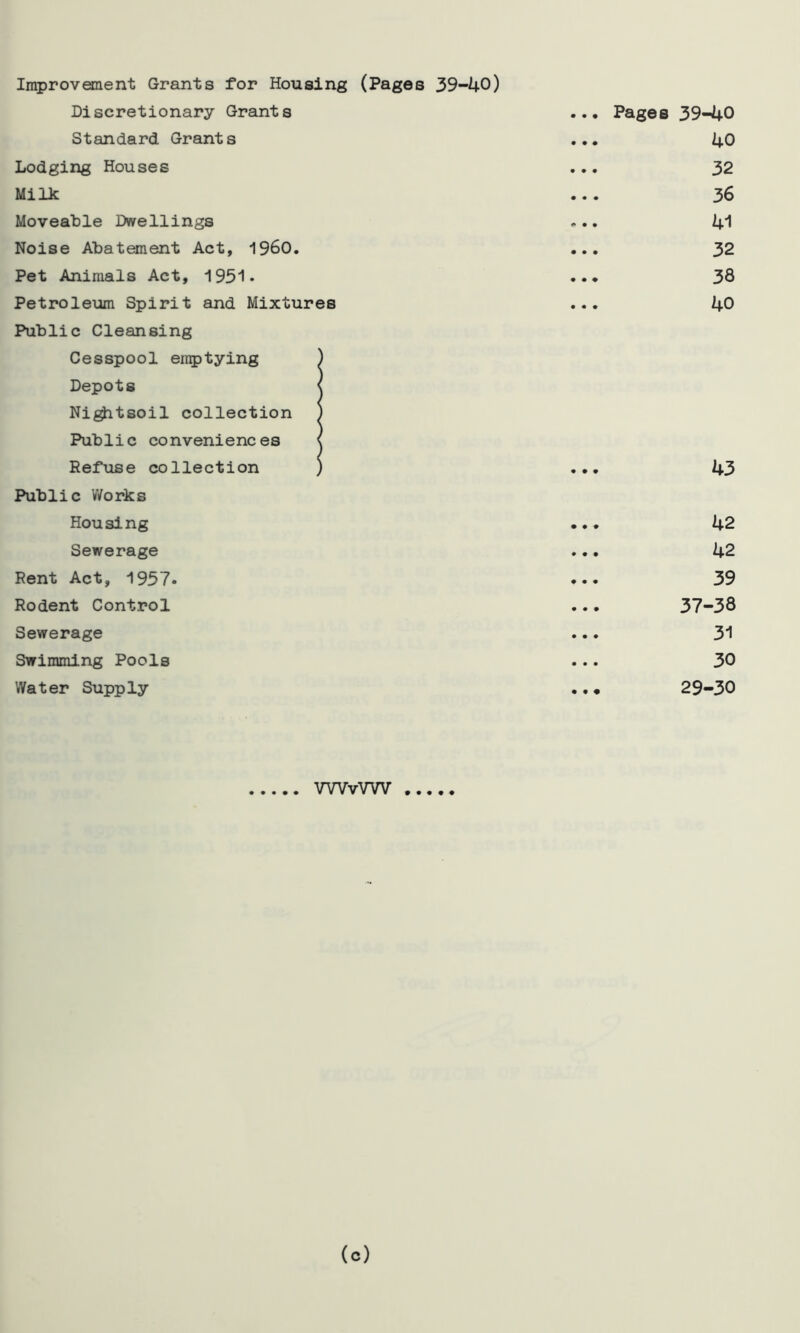 Improvement Grants for Housing (Pages 39-40)
Discretionary Grants ... Pages 39-40
Standard Grants ... 40
Lodging Houses ... 32
Milk ... 36
Moveable Dwellings ... 41
Noise Abatement Act, 1960. ... 32
Pet Animals Act, 1951. ... 38
Petroleum Spirit and Mixtures ... 40
Public Cleansing
Cesspool emptying )
Depots )
Nightsoil collection )
Public conveniences )
Refuse collection ) ... 43
Public Works
Housing ... 42
Sewerage ... 42
Rent Act, 1957. ... 39
Rodent Control ... 37-38
Sewerage ... 31
Swimming Pools ... 30
Water Supply ... 29-30
..... VVVvVVV .....
(c)